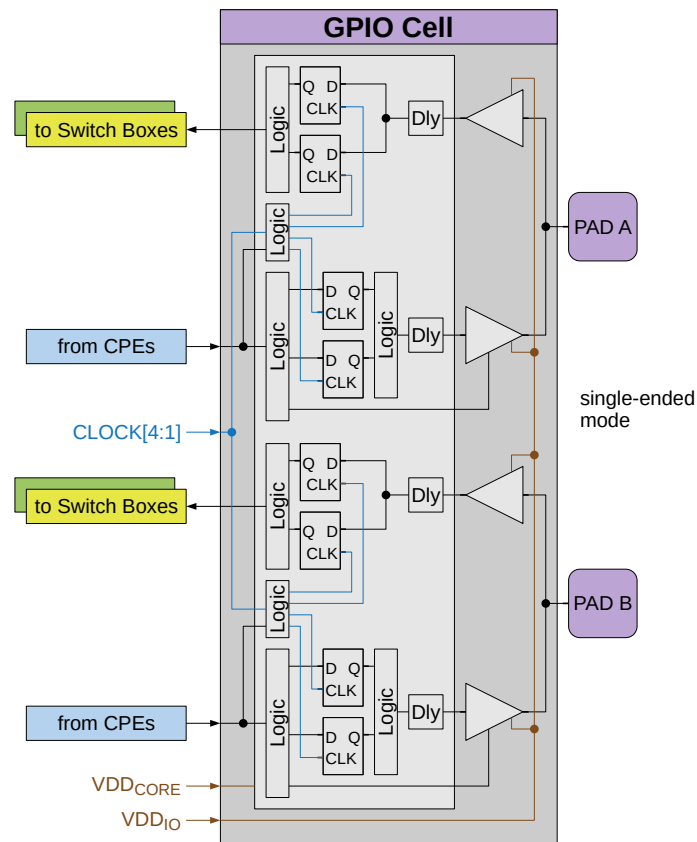 GPIO Cell
Logic
Q D
CLK
Q D
CLK
Dly
to Switch Boxes
Logic
PAD A
Logic
D Q
CLK
D Q
CLK
Logic
Dly
from CPEs
single-ended
mode
CLOCK[4:1]
Logic
Q D
CLK
Q D
CLK
Dly
to Switch Boxes
Logic
PAD B
Logic
D Q
CLK
D Q
CLK
Logic
Dly
from CPEs
VDDCORE
VDDIO